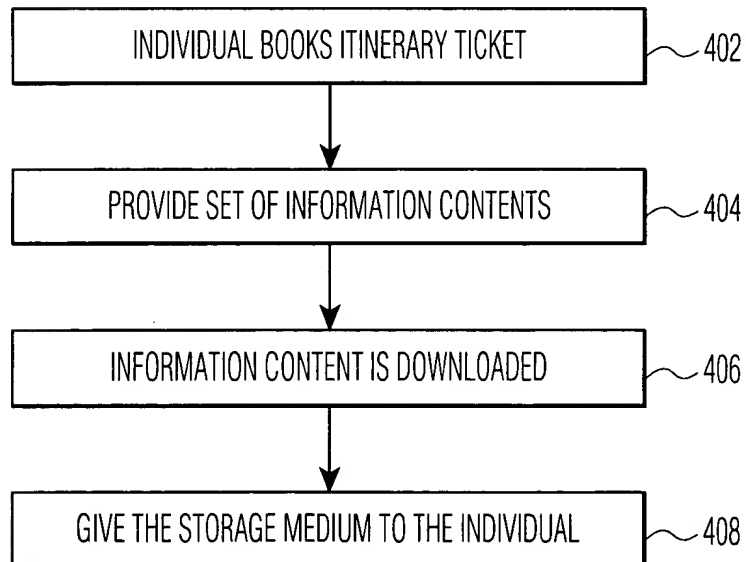 INDIVIDUAL BOOKS ITINERARY TICKET 402
PROVIDE SET OF INFORMATION CONTENTS 404
INFORMATION CONTENT IS DOWNLOADED 406
GIVE THE STORAGE MEDIUM TO THE INDIVIDUAL 408